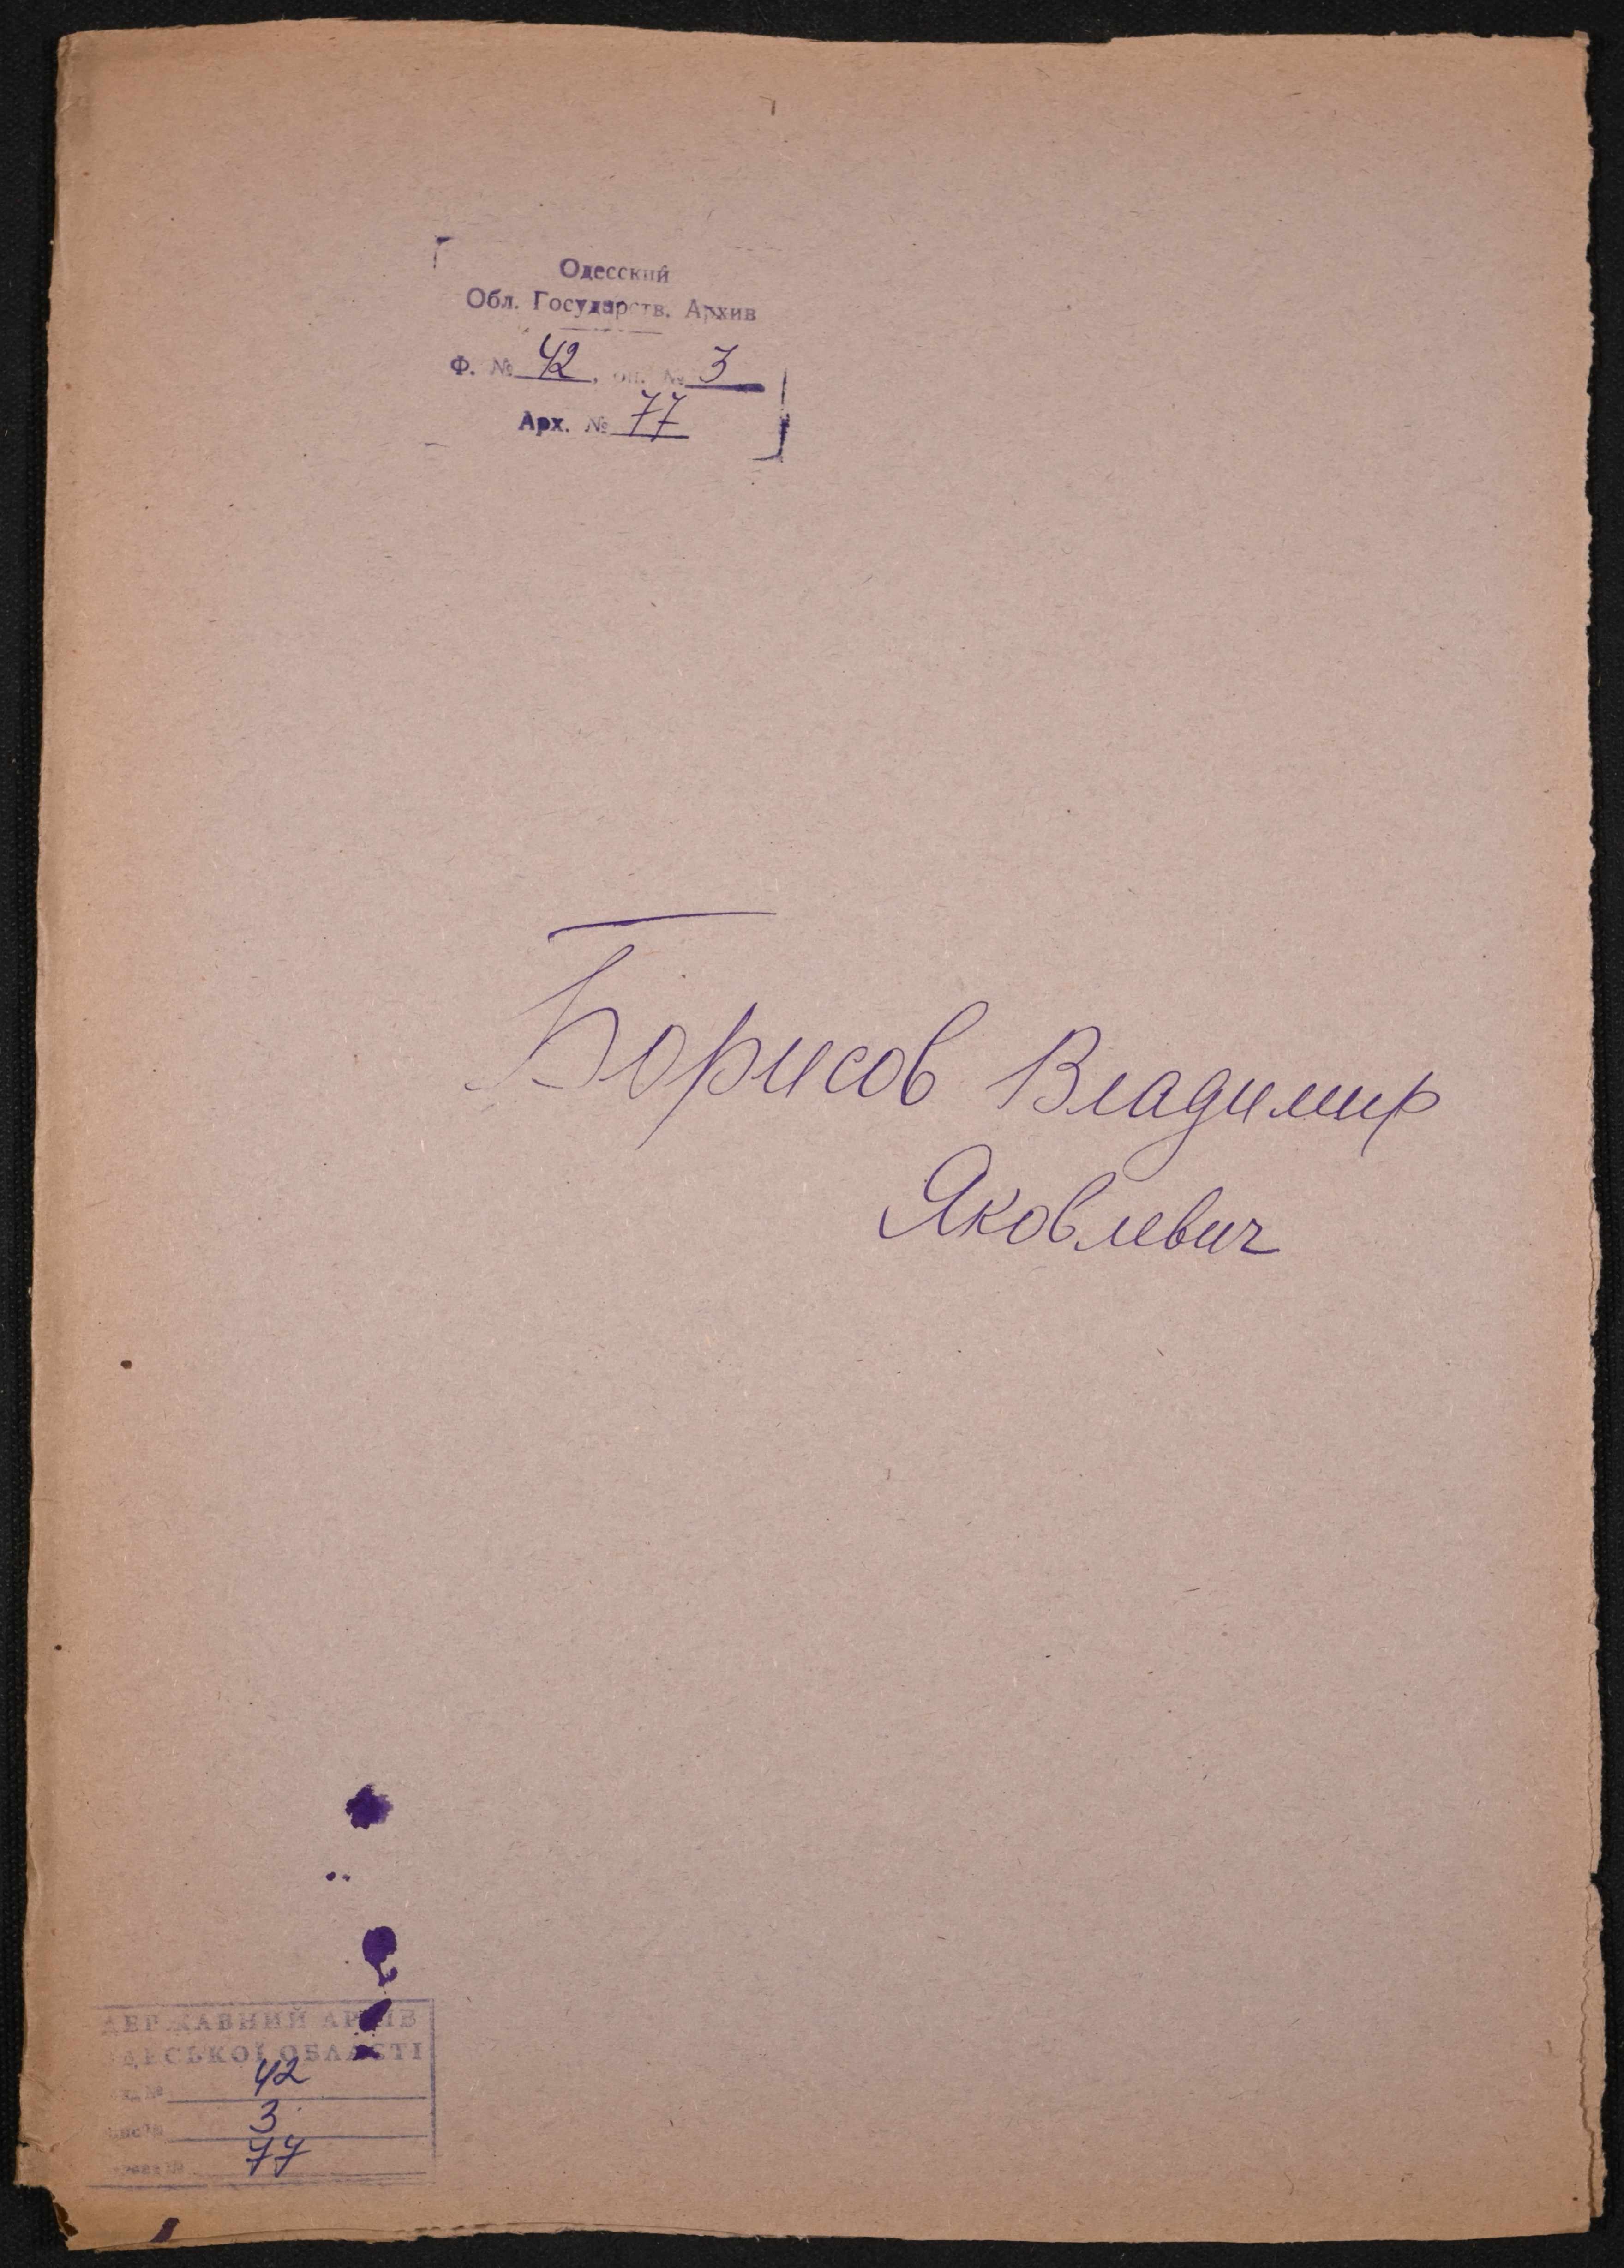 Одесский
Обл. Государств. Архив
Ф. № 42, оп. № 3
Арх. № 77
Борисов Владимир
Яковлевич
ДЕРЖАВНИЙ АРХІВ
ОДЕСЬКОЇ ОБЛАСТІ
42
3
77